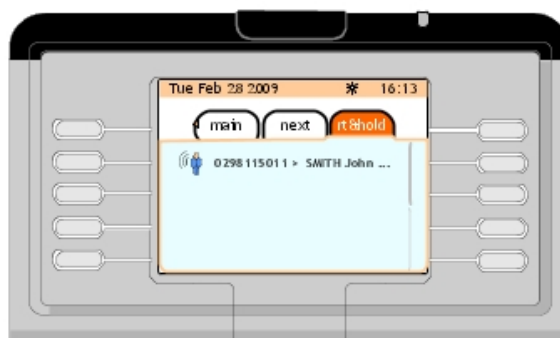 Tue Feb 28 2009 16:13
main next rt&hold
0298115011 > SMITH John ...